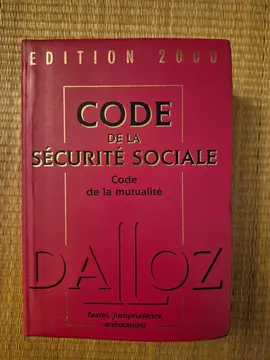 EDITION 2000
CODE
DE LA
SÉCURITÉ SOCIALE
Code
de la mutualité
DALLOZ
Textes, jurisprudence,
annotations